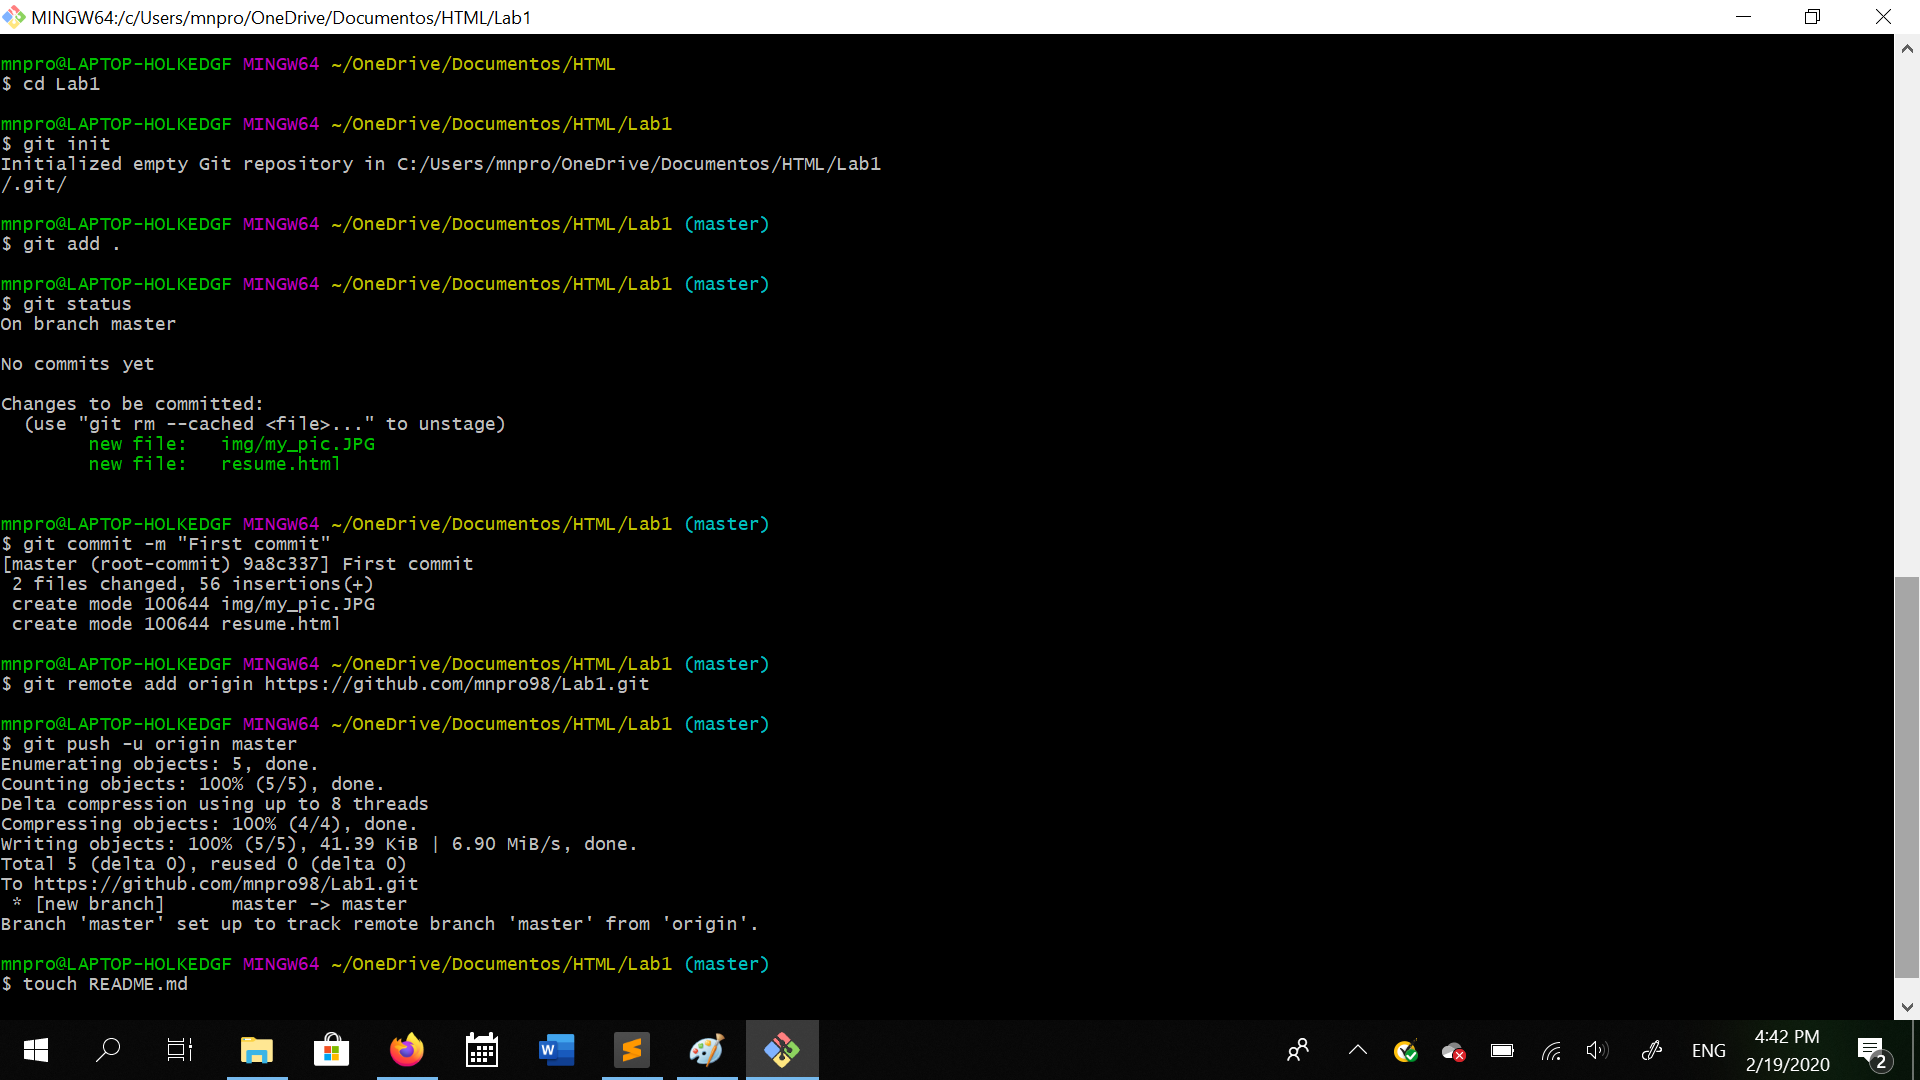 MINGW64:/c/Users/mnpro/OneDrive/Documentos/HTML/Lab1
mnpro@LAPTOP-HOLKEDGF MINGW64 ~/OneDrive/Documentos/HTML
$ cd Lab1
mnpro@LAPTOP-HOLKEDGF MINGW64 ~/OneDrive/Documentos/HTML/Lab1
$ git init
Initialized empty Git repository in C:/Users/mnpro/OneDrive/Documentos/HTML/Lab1
/.git/
mnpro@LAPTOP-HOLKEDGF MINGW64 ~/OneDrive/Documentos/HTML/Lab1 (master)
$ git add .
mnpro@LAPTOP-HOLKEDGF MINGW64 ~/OneDrive/Documentos/HTML/Lab1 (master)
$ git status
On branch master
No commits yet
Changes to be committed:
  (use "git rm --cached <file>..." to unstage)
        new file:   img/my_pic.JPG
        new file:   resume.html
mnpro@LAPTOP-HOLKEDGF MINGW64 ~/OneDrive/Documentos/HTML/Lab1 (master)
$ git commit -m "First commit"
[master (root-commit) 9a8c337] First commit
 2 files changed, 56 insertions(+)
 create mode 100644 img/my_pic.JPG
 create mode 100644 resume.html
mnpro@LAPTOP-HOLKEDGF MINGW64 ~/OneDrive/Documentos/HTML/Lab1 (master)
$ git remote add origin https://github.com/mnpro98/Lab1.git
mnpro@LAPTOP-HOLKEDGF MINGW64 ~/OneDrive/Documentos/HTML/Lab1 (master)
$ git push -u origin master
Enumerating objects: 5, done.
Counting objects: 100% (5/5), done.
Delta compression using up to 8 threads
Compressing objects: 100% (4/4), done.
Writing objects: 100% (5/5), 41.39 KiB | 6.90 MiB/s, done.
Total 5 (delta 0), reused 0 (delta 0)
To https://github.com/mnpro98/Lab1.git
 * [new branch]      master -> master
Branch 'master' set up to track remote branch 'master' from 'origin'.
mnpro@LAPTOP-HOLKEDGF MINGW64 ~/OneDrive/Documentos/HTML/Lab1 (master)
$ touch README.md
W
ENG
4:42 PM
2/19/2020
2